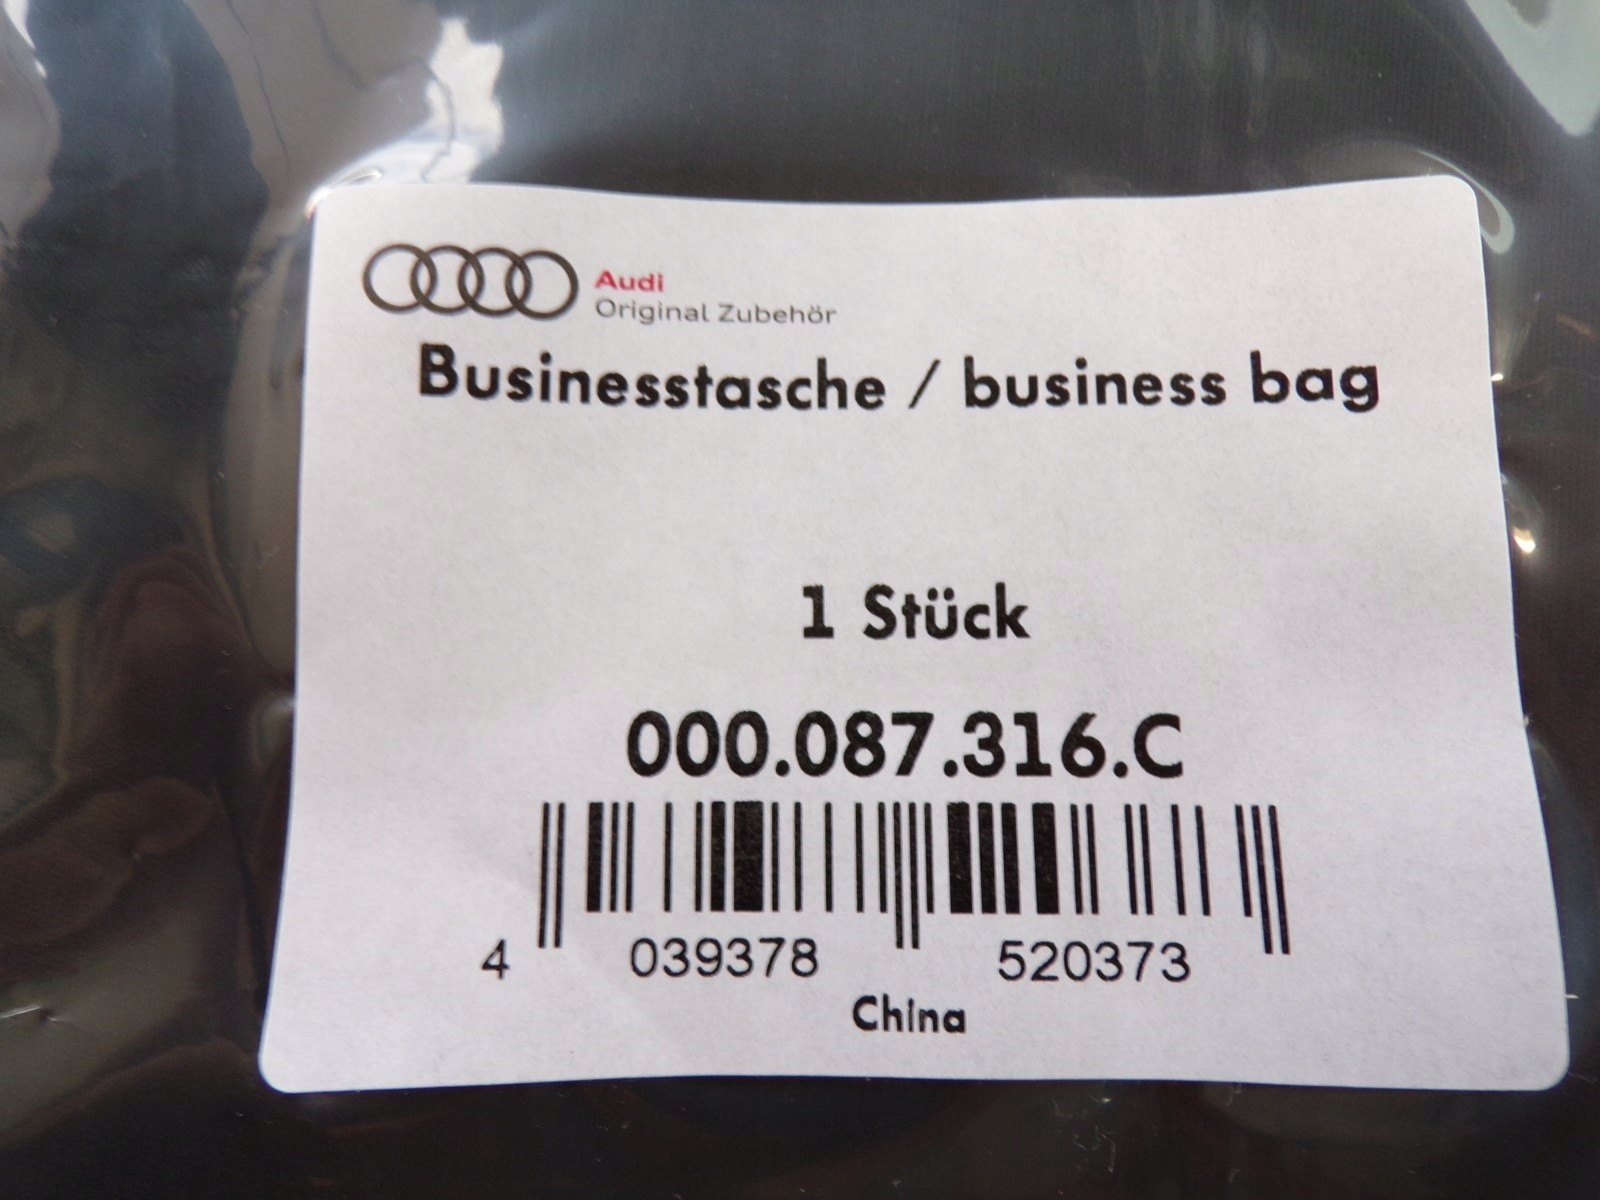 Audi
Original Zubehör
Businesstasche / business bag
1 Stück
000.087.316.C
4 039378 520373
China